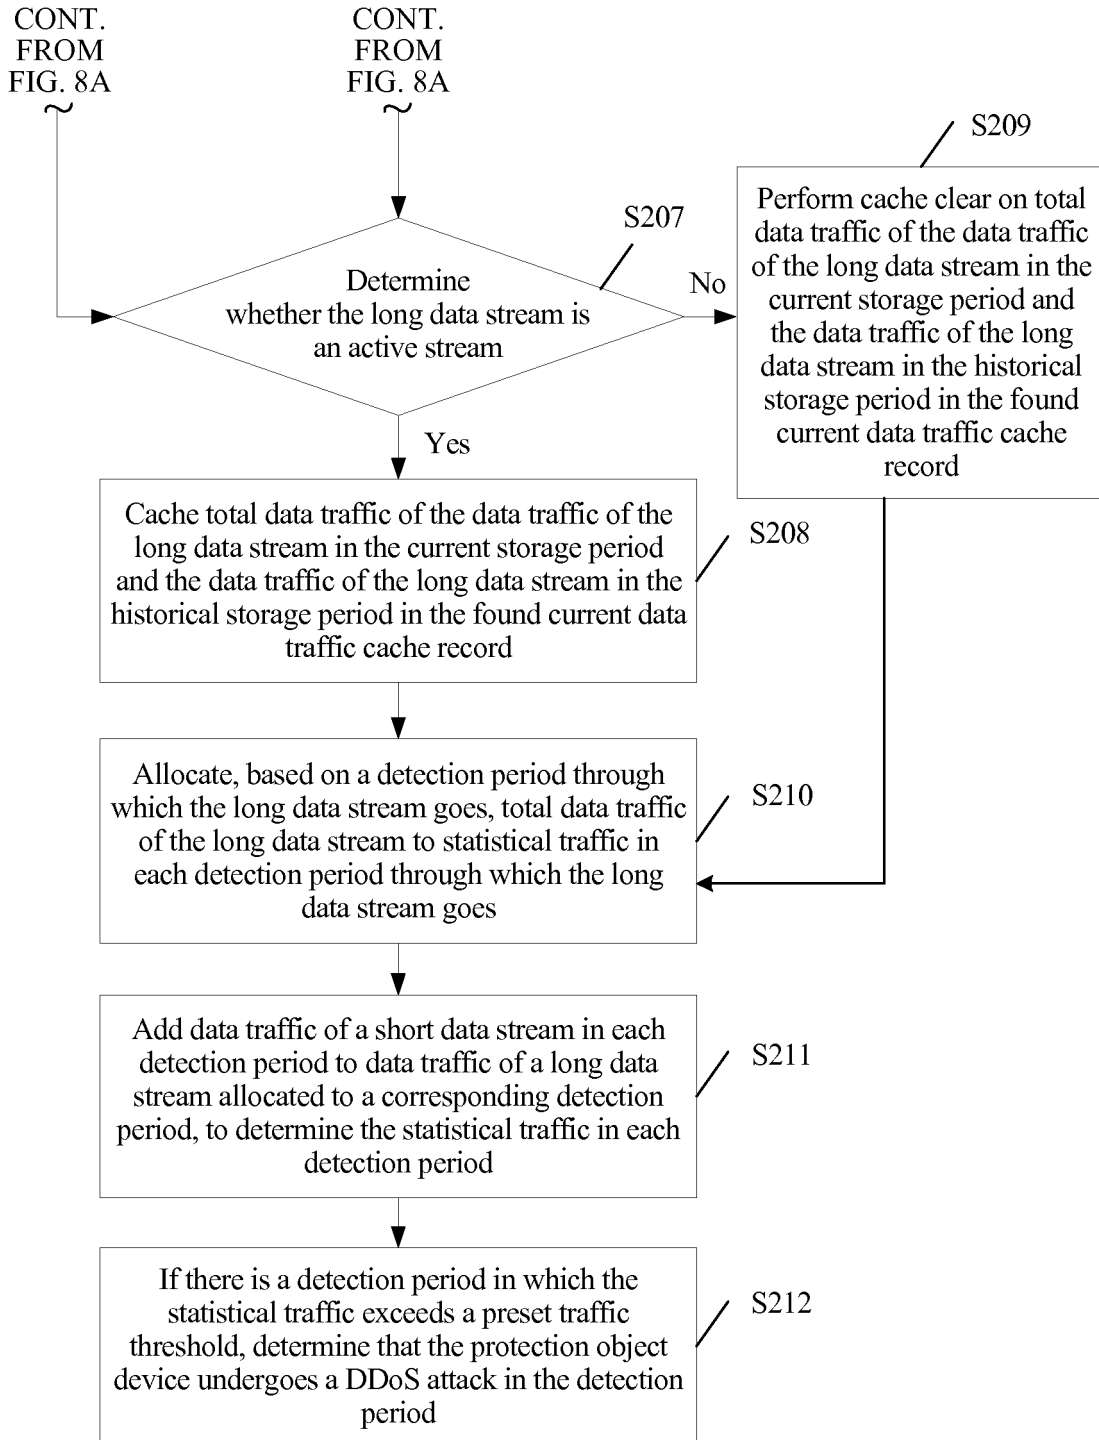 CONT.
FROM
FIG. 8A
CONT.
FROM
FIG. 8A
S207
Determine
whether the long data stream is
an active stream
No
Yes
S209
Perform cache clear on total
data traffic of the data traffic
of the long data stream in the
current storage period and
the data traffic of the long
data stream in the historical
storage period in the found
current data traffic cache
record
Cache total data traffic of the data traffic of the
long data stream in the current storage period
and the data traffic of the long data stream in the
historical storage period in the found current data
traffic cache record
S208
Allocate, based on a detection period through
which the long data stream goes, total data traffic
of the long data stream to statistical traffic in
each detection period through which the long
data stream goes
S210
Add data traffic of a short data stream in each
detection period to data traffic of a long data
stream allocated to a corresponding detection
period, to determine the statistical traffic in each
detection period
S211
If there is a detection period in which the
statistical traffic exceeds a preset traffic
threshold, determine that the protection object
device undergoes a DDoS attack in the detection
period
S212